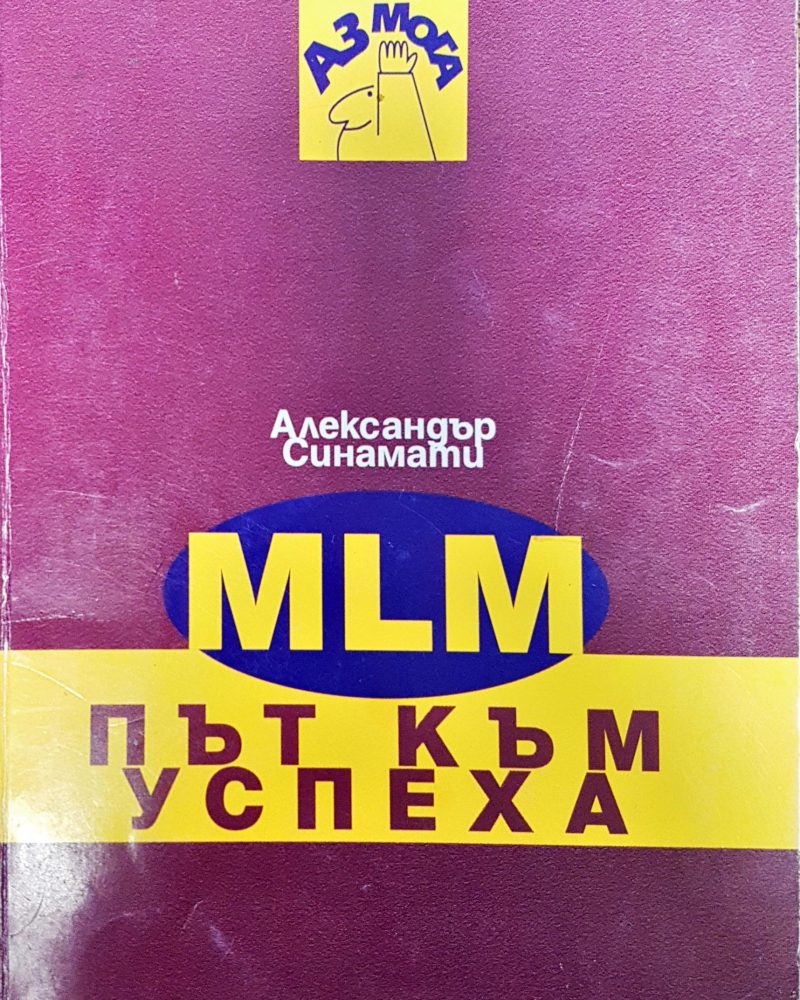 АЗ МОГА
Александър
Синамати
MLM
ПЪТ КЪМ
УСПЕХА